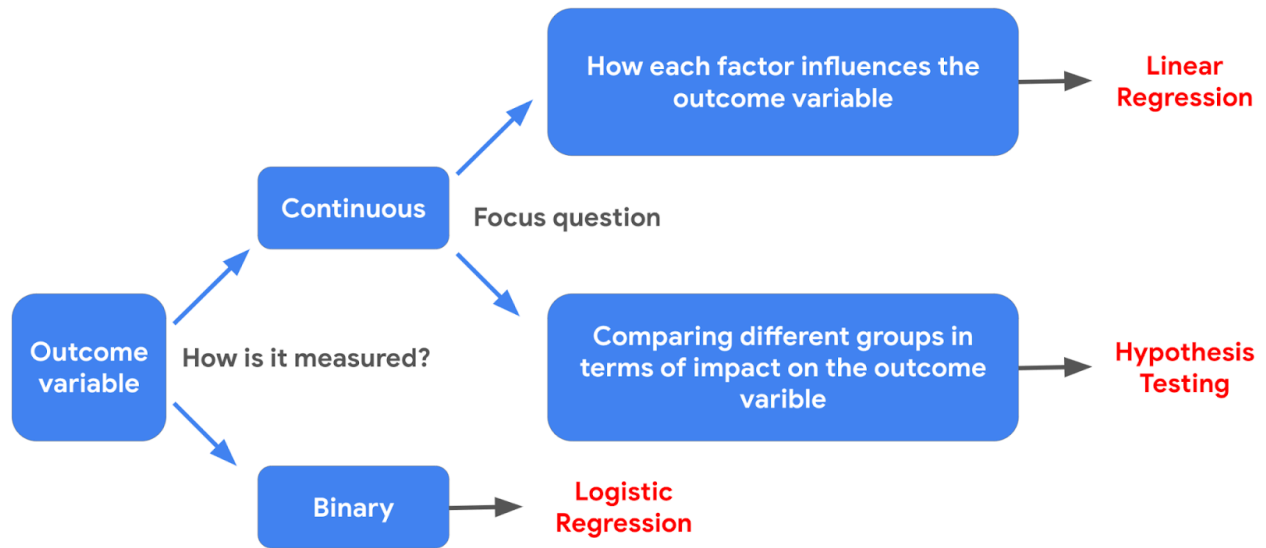 How each factor influences the
outcome variable
Linear
Regression
Continuous
Focus question
Outcome
variable
How is it measured?
Comparing different groups in
terms of impact on the outcome
varible
Hypothesis
Testing
Binary
Logistic
Regression